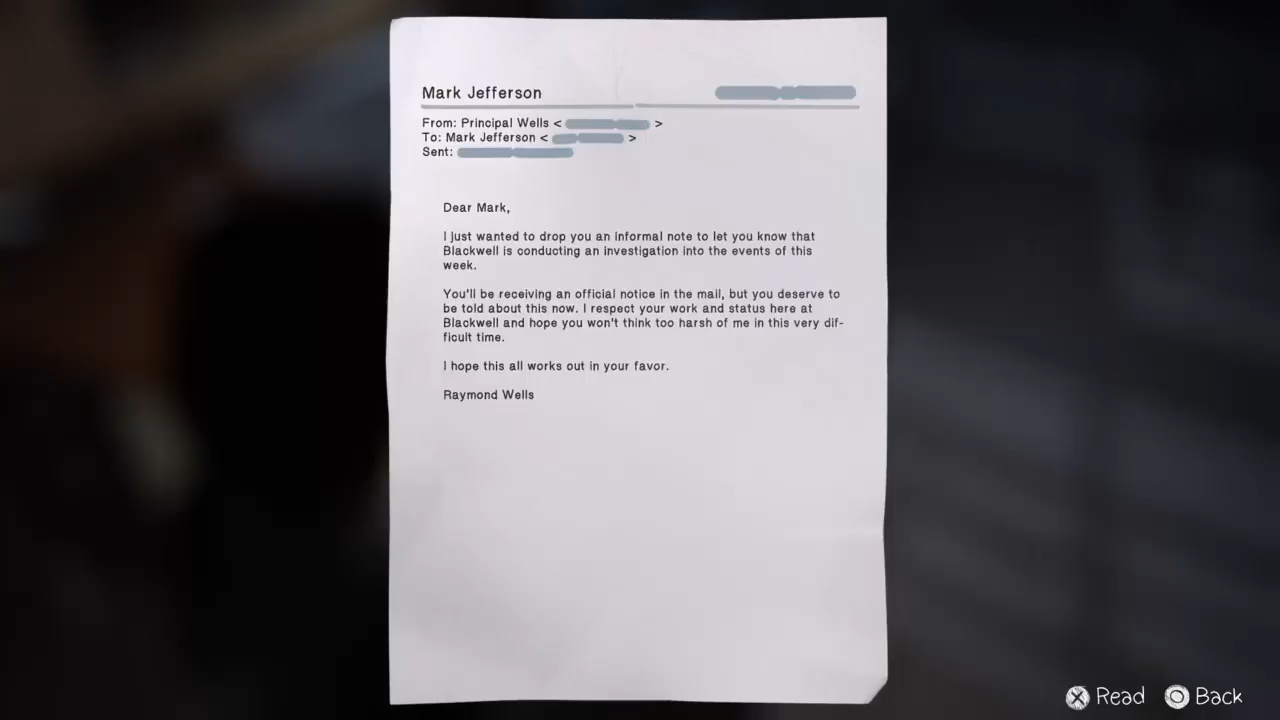 Mark Jefferson
From: Principal Wells < >
To: Mark Jefferson < >
Sent:
Dear Mark,
I just wanted to drop you an informal note to let you know that
Blackwell is conducting an investigation into the events of this
week.
You'll be receiving an official notice in the mail, but you deserve to
be told about this now. I respect your work and status here at
Blackwell and hope you won't think too harsh of me in this very dif-
ficult time.
I hope this all works out in your favor.
Raymond Wells
Read Back